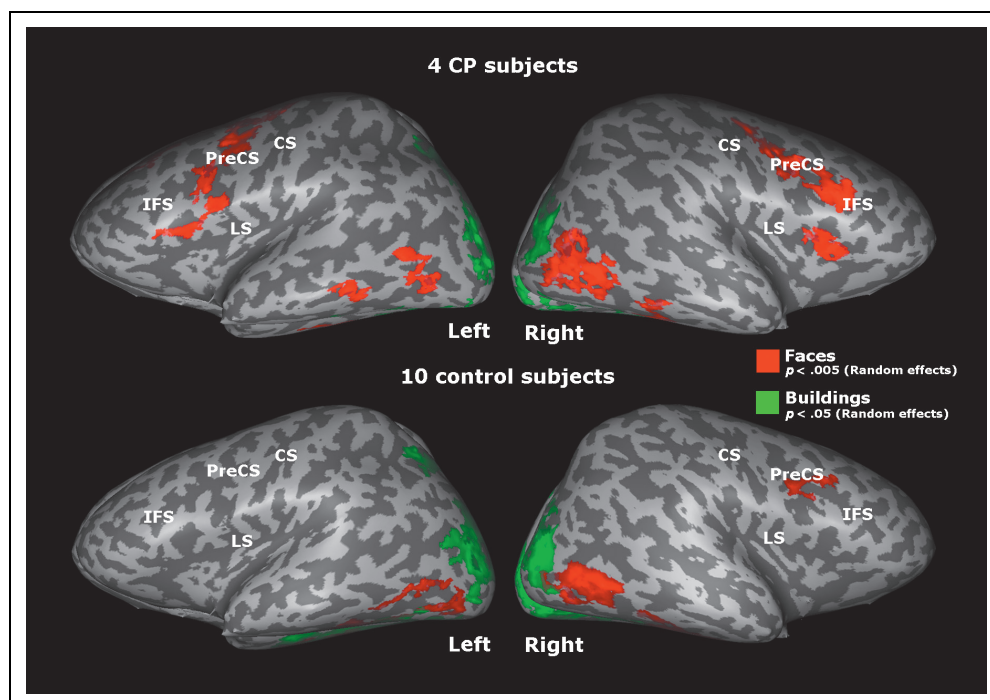 4 CP subjects
CS
PreCS
IFS
LS
CS
PreCS
IFS
LS
Left
Right
Faces
p < .005 (Random effects)
Buildings
p < .05 (Random effects)
10 control subjects
CS
PreCS
IFS
LS
CS
PreCS
IFS
LS
Left
Right